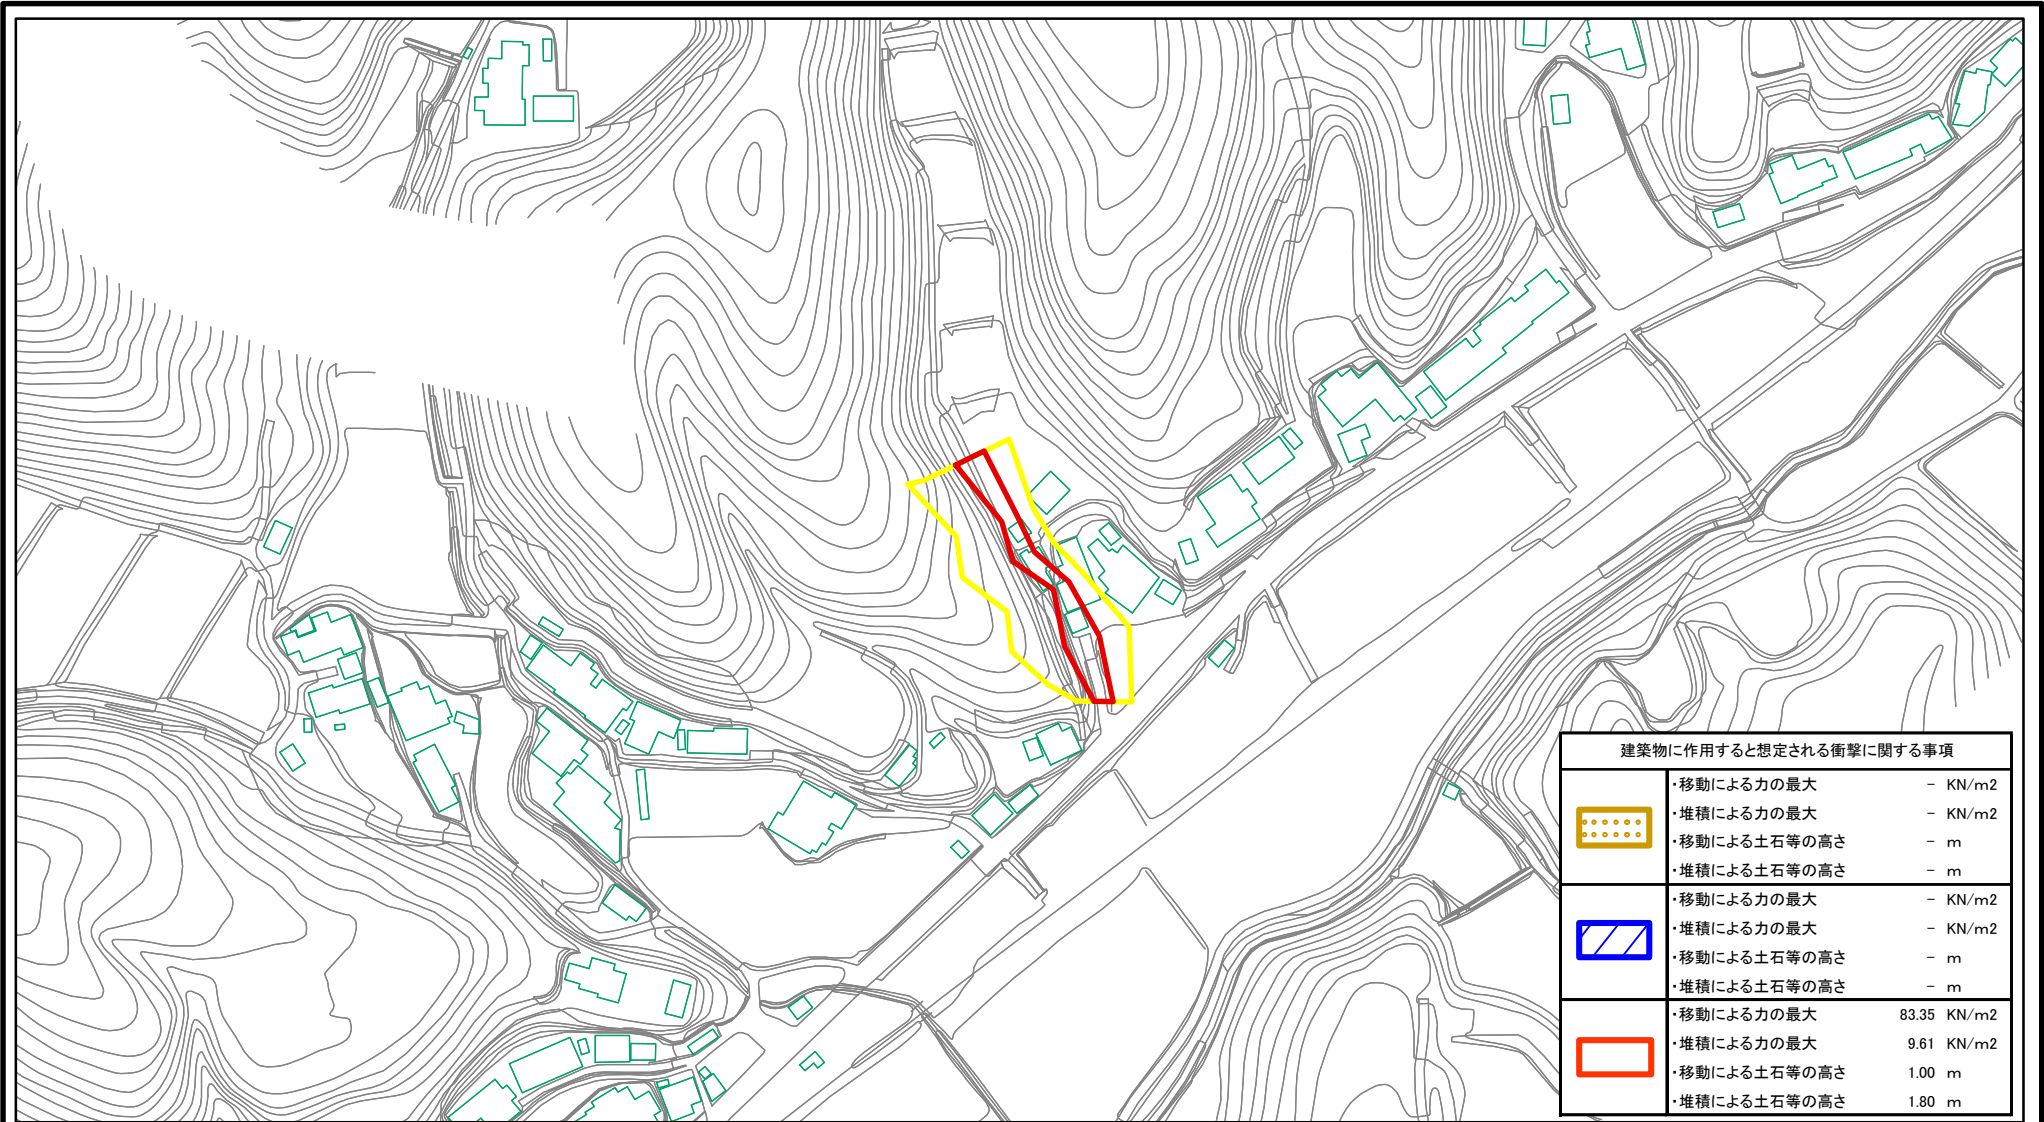 建築物に作用すると想定される衝撃に関する事項
・移動による力の最大 - KN/m2
・堆積による力の最大 - KN/m2
・移動による土石等の高さ - m
・堆積による土石等の高さ - m
・移動による力の最大 - KN/m2
・堆積による力の最大 - KN/m2
・移動による土石等の高さ - m
・堆積による土石等の高さ - m
・移動による力の最大 83.35 KN/m2
・堆積による力の最大 9.61 KN/m2
・移動による土石等の高さ 1.00 m
・堆積による土石等の高さ 1.80 m